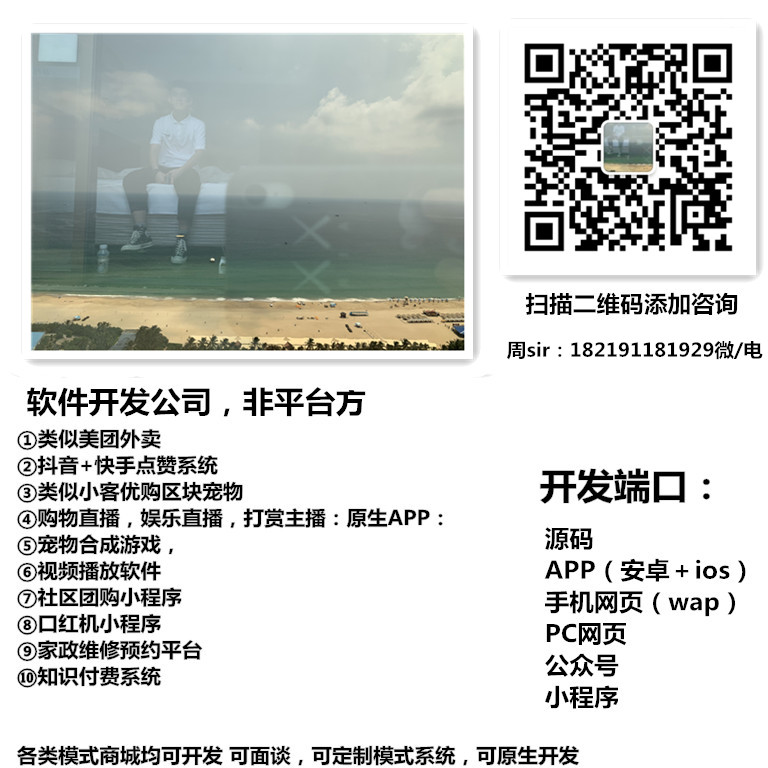 扫描二维码添加咨询
周sir：182191181929微/电
软件开发公司，非平台方
①类似美团外卖
②抖音+快手点赞系统
③类似小客优购区块宠物
④购物直播，娱乐直播，打赏主播：原生APP：
⑤宠物合成游戏，
⑥视频播放软件
⑦社区团购小程序
⑧口红机小程序
⑨家政维修预约平台
⑩知识付费系统
开发端口：
源码
APP（安卓＋ios）
手机网页（wap）
PC网页
公众号
小程序
各类模式商城均可开发 可面谈，可定制模式系统，可原生开发